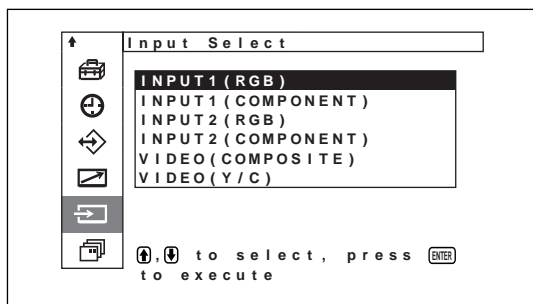 Input Select
INPUT1(RGB)
INPUT1(COMPONENT)
INPUT2(RGB)
INPUT2(COMPONENT)
VIDEO(COMPOSITE)
VIDEO(Y/C)
↑,↓ to select, press ENTER
to execute